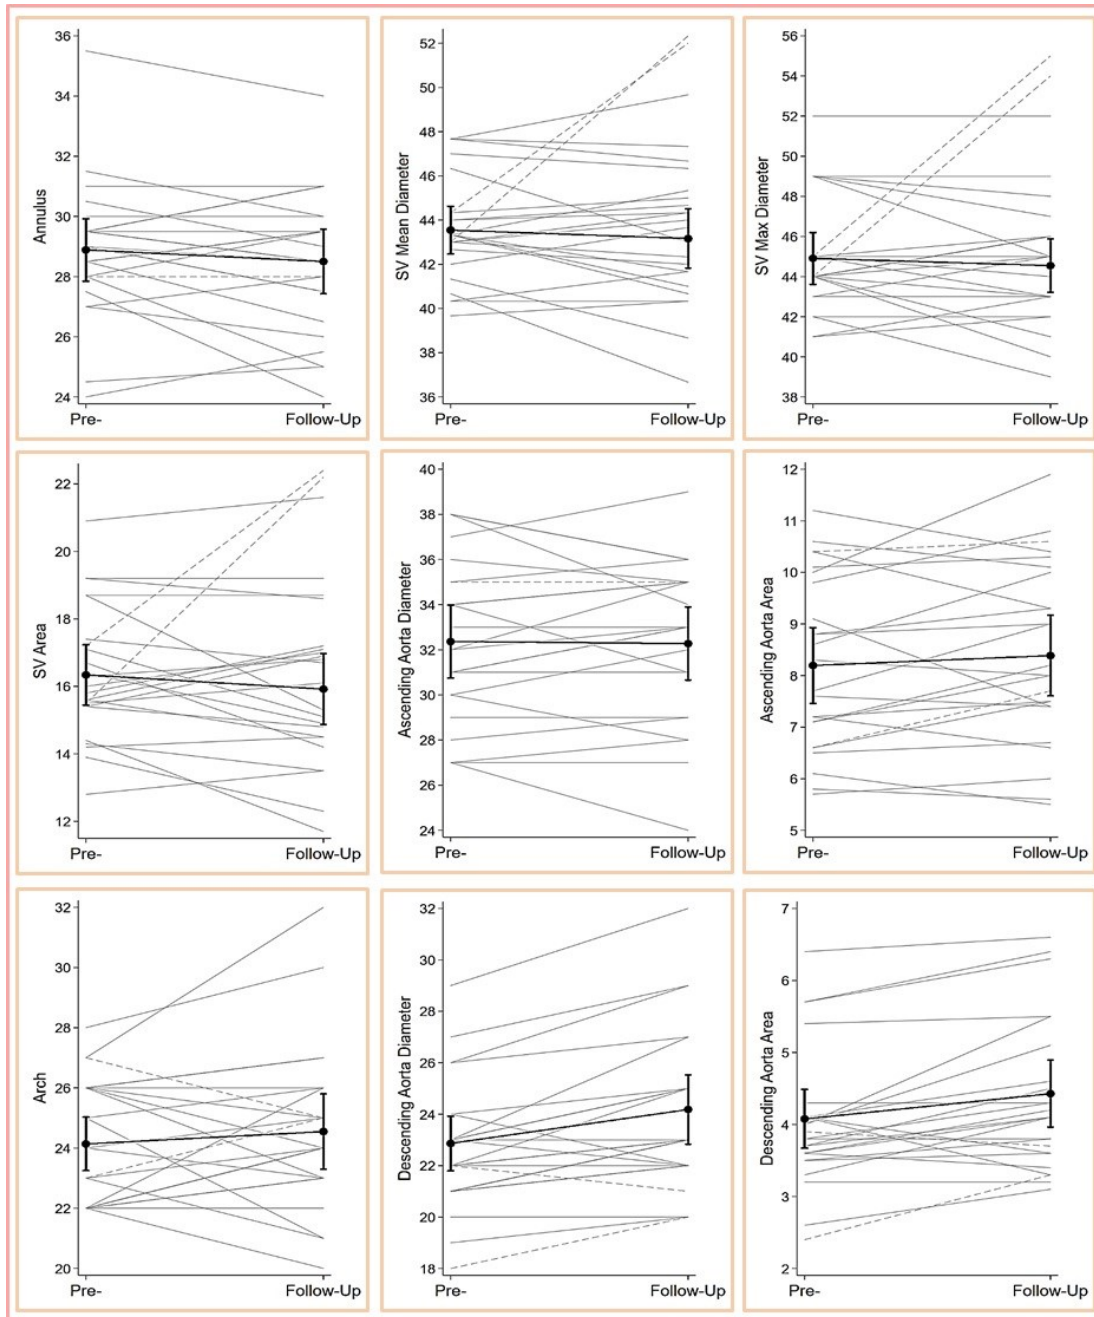 Annulus
36
34
32
30
28
26
24
Pre-
Follow-Up
SV Mean Diameter
52
50
48
46
44
42
40
38
36
Pre-
Follow-Up
SV Max Diameter
56
54
52
50
48
46
44
42
40
38
Pre-
Follow-Up
SV Area
22
20
18
16
14
12
Pre-
Follow-Up
Ascending Aorta Diameter
40
38
36
34
32
30
28
26
24
Pre-
Follow-Up
Ascending Aorta Area
12
11
10
9
8
7
6
5
Pre-
Follow-Up
Arch
32
30
28
26
24
22
20
Pre-
Follow-Up
Descending Aorta Diameter
32
30
28
26
24
22
20
18
Pre-
Follow-Up
Descending Aorta Area
7
6
5
4
3
2
Pre-
Follow-Up